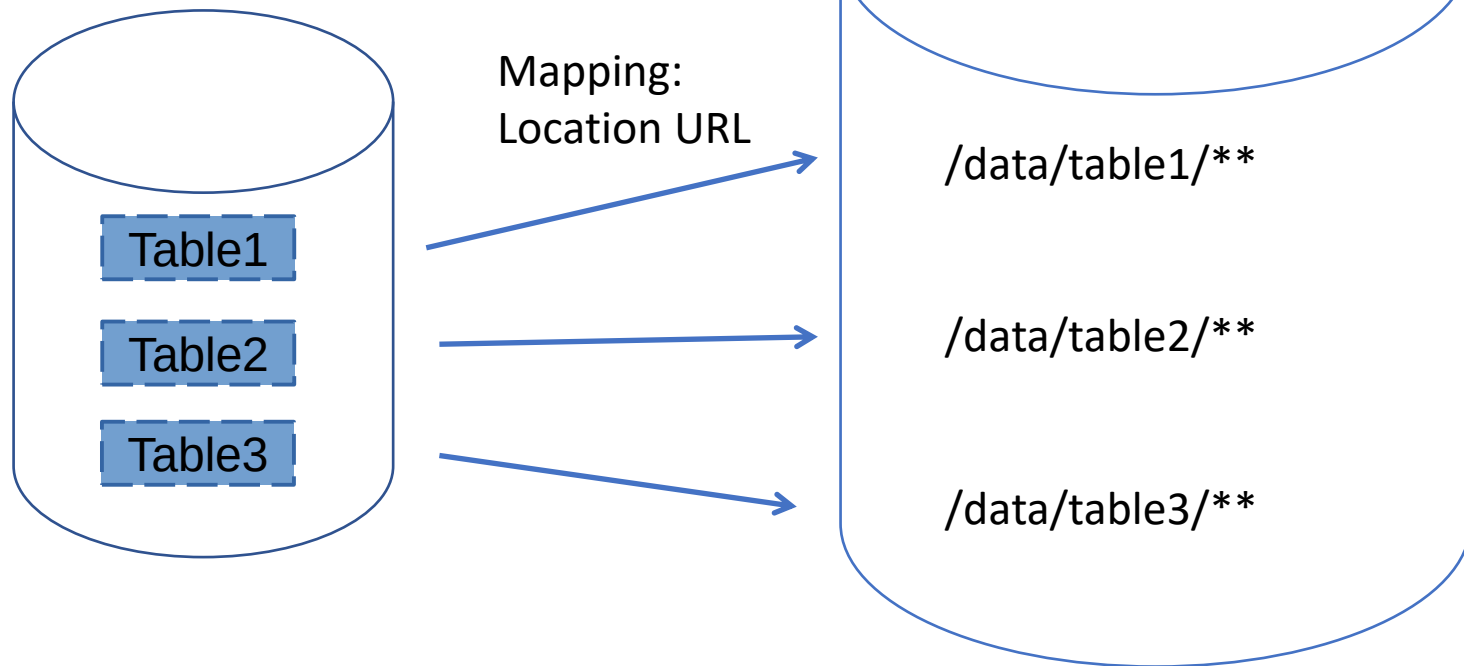 Mapping:
Location URL
Table1
Table2
Table3
/data/table1/**
/data/table2/**
/data/table3/**